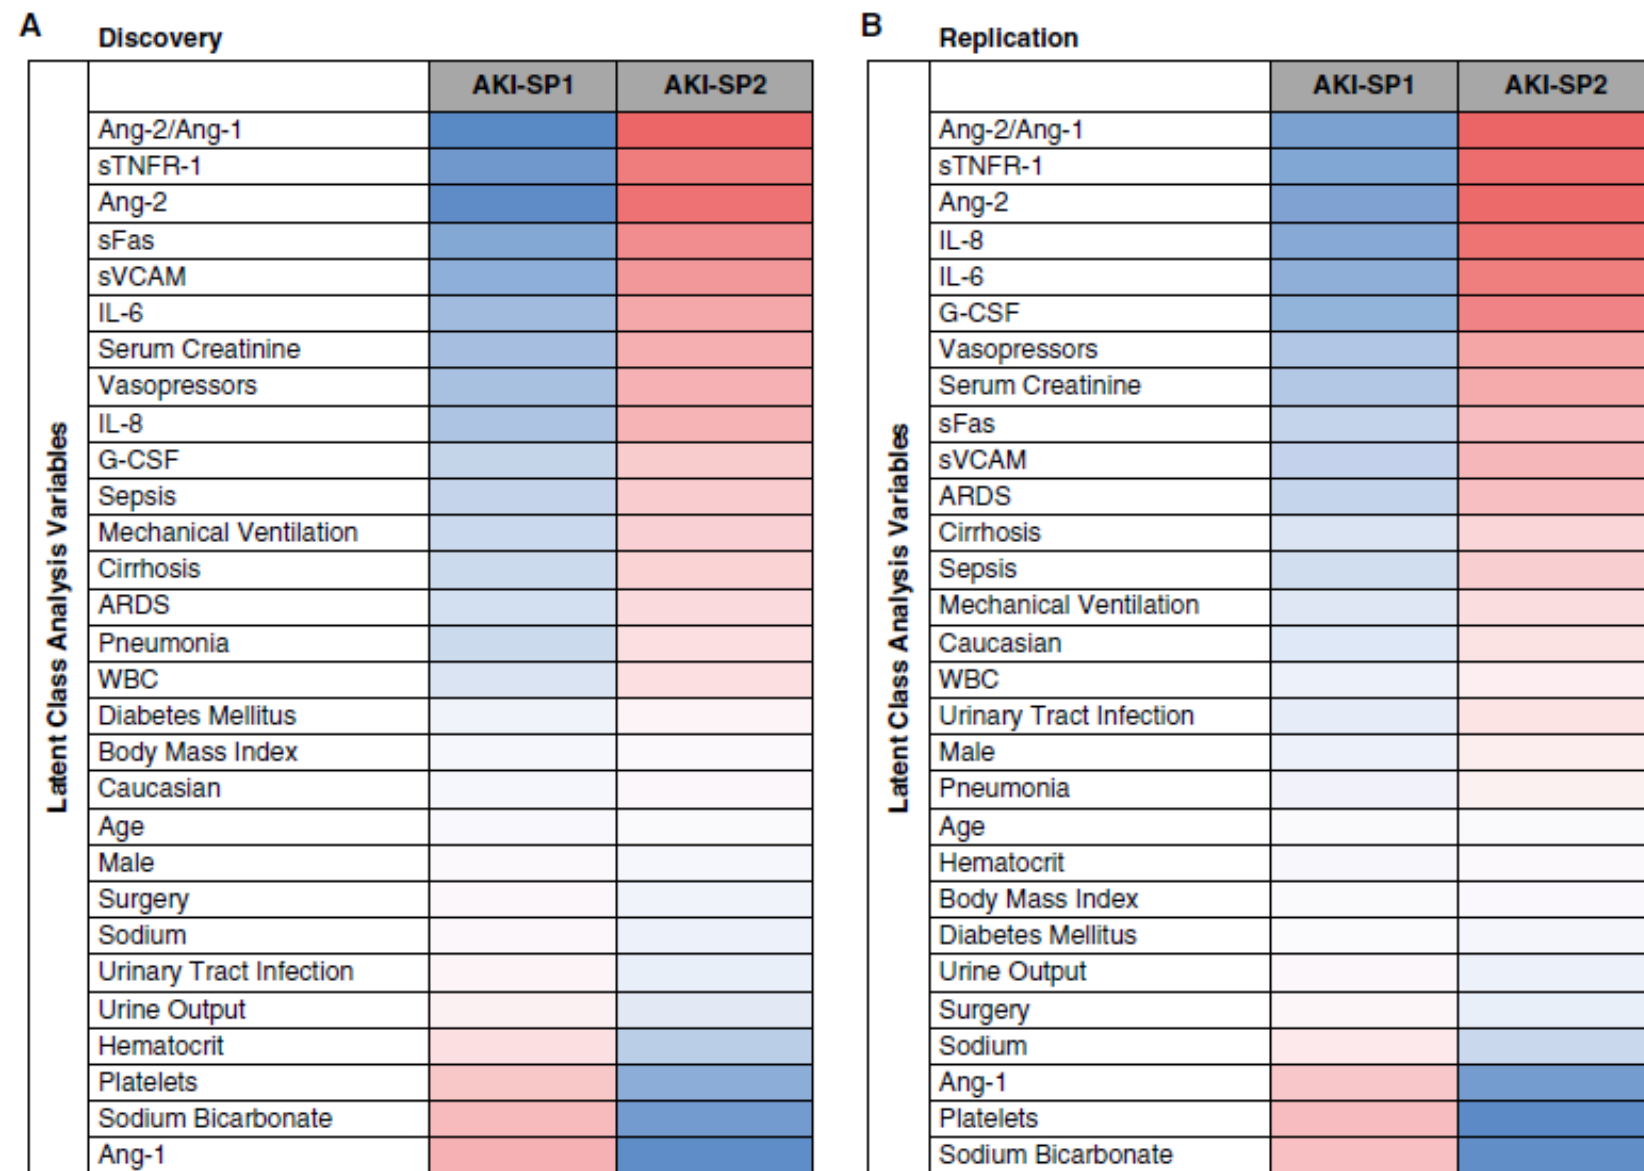 A
Discovery
AKI-SP1 AKI-SP2
Latent Class Analysis Variables
Ang-2/Ang-1
sTNFR-1
Ang-2
sFas
sVCAM
IL-6
Serum Creatinine
Vasopressors
IL-8
G-CSF
Sepsis
Mechanical Ventilation
Cirrhosis
ARDS
Pneumonia
WBC
Diabetes Mellitus
Body Mass Index
Caucasian
Age
Male
Surgery
Sodium
Urinary Tract Infection
Urine Output
Hematocrit
Platelets
Sodium Bicarbonate
Ang-1
B
Replication
AKI-SP1 AKI-SP2
Latent Class Analysis Variables
Ang-2/Ang-1
sTNFR-1
Ang-2
IL-8
IL-6
G-CSF
Vasopressors
Serum Creatinine
sFas
sVCAM
ARDS
Cirrhosis
Sepsis
Mechanical Ventilation
Caucasian
WBC
Urinary Tract Infection
Male
Pneumonia
Age
Hematocrit
Body Mass Index
Diabetes Mellitus
Urine Output
Surgery
Sodium
Ang-1
Platelets
Sodium Bicarbonate